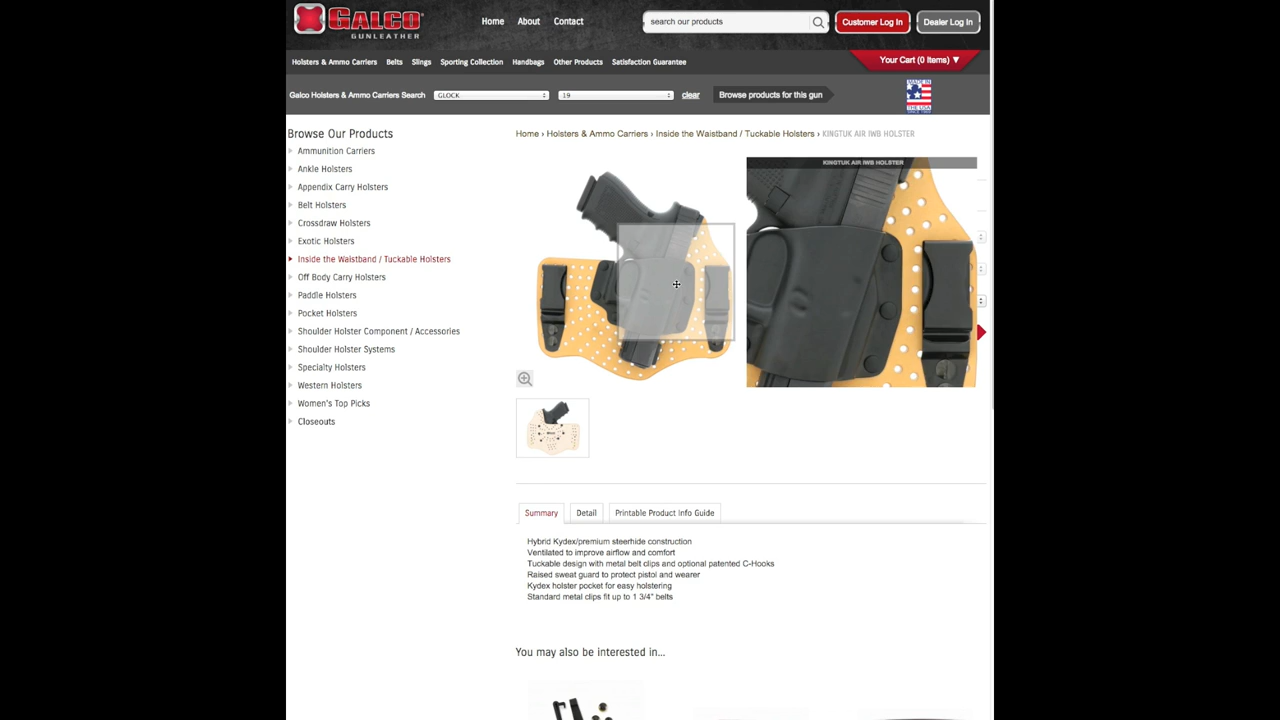 GALCO
GUNLEATHER
Home About Contact
search our products
Customer Log In
Dealer Log In
Holsters & Ammo Carriers Belts Slings Sporting Collection Handbags Other Products Satisfaction Guarantee
Your Cart (0 Items) ▼
Galco Holsters & Ammo Carriers Search GLOCK 19 clear Browse products for this gun
MADE IN
THE USA
Browse Our Products
Ammunition Carriers
Ankle Holsters
Appendix Carry Holsters
Belt Holsters
Crossdraw Holsters
Exotic Holsters
Inside the Waistband / Tuckable Holsters
Off Body Carry Holsters
Paddle Holsters
Pocket Holsters
Shoulder Holster Component / Accessories
Shoulder Holster Systems
Specialty Holsters
Western Holsters
Women's Top Picks
Closeouts
Home › Holsters & Ammo Carriers › Inside the Waistband / Tuckable Holsters › KINGTUK AIR IWB HOLSTER
KINGTUK AIR IWB HOLSTER
Summary Detail Printable Product Info Guide
Hybrid Kydex/premium steerhide construction
Ventilated to improve airflow and comfort
Tuckable design with metal belt clips and optional patented C-Hooks
Raised sweat guard to protect pistol and wearer
Kydex holster pocket for easy holstering
Standard metal clips fit up to 1 3/4" belts
You may also be interested in...